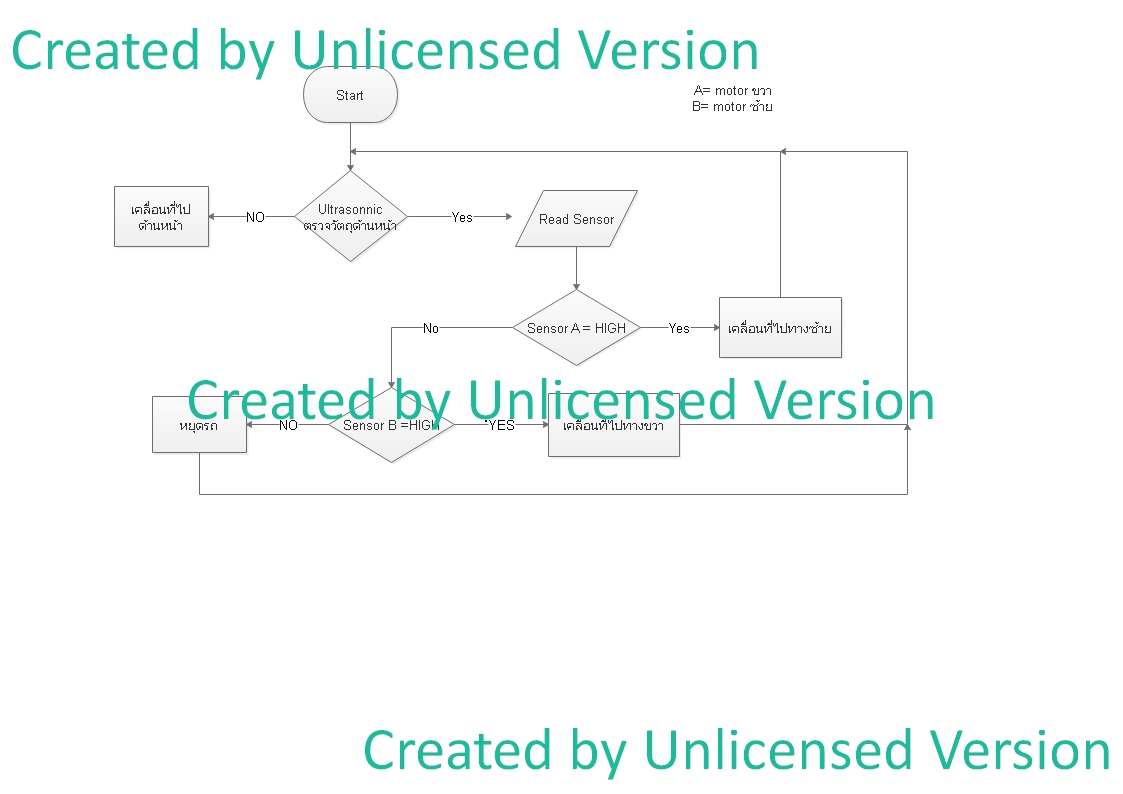 Created by Unlicensed Version
Start
A= motor ขวา
B= motor ซ้าย
เคลื่อนที่ไป
ด้านหน้า
NO
Ultrasonnic
ตรวจวัตถุด้านหน้า
Yes
Read Sensor
No
Sensor A = HIGH
Yes
เคลื่อนที่ไปทางซ้าย
Created by Unlicensed Version
หยุดรถ
NO
Sensor B =HIGH
YES
เคลื่อนที่ไปทางขวา
Created by Unlicensed Version